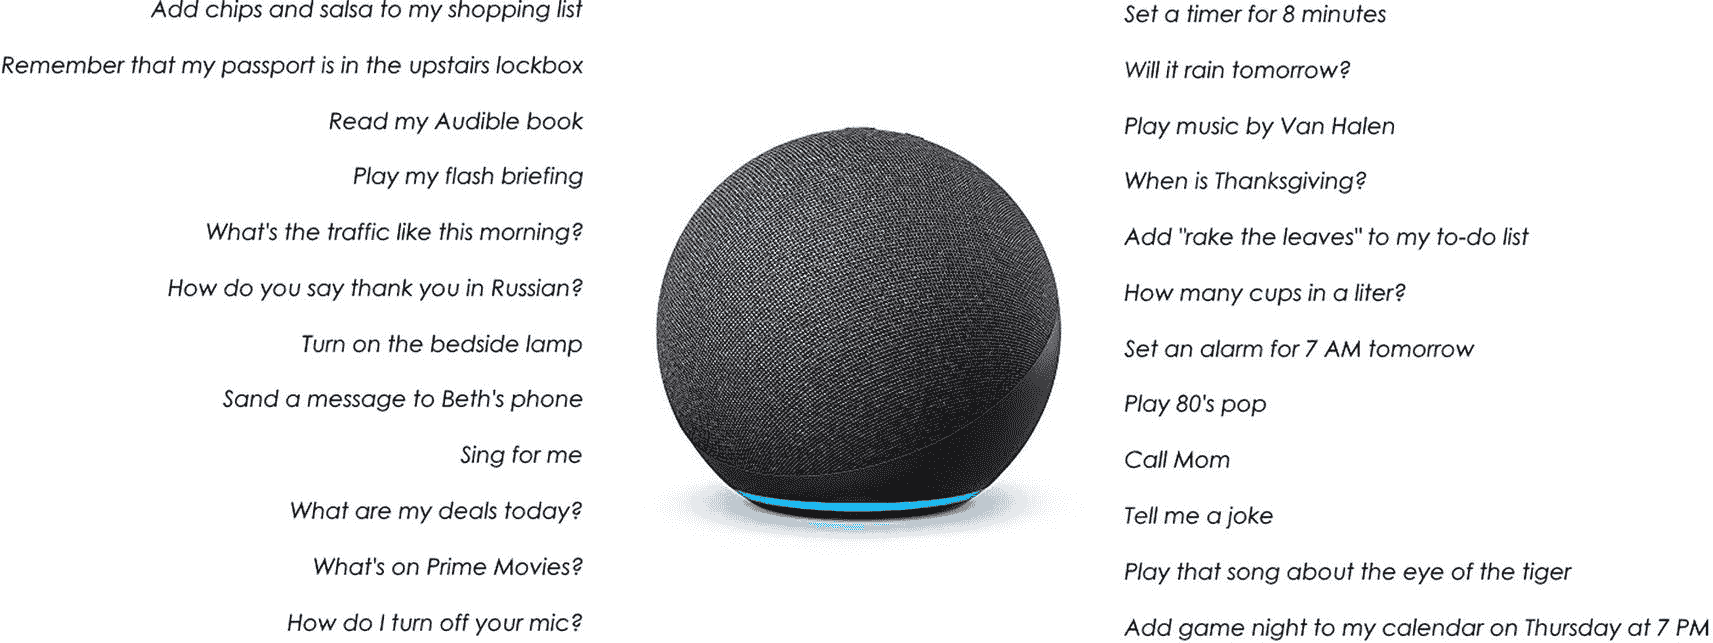 Add chips and salsa to my shopping list
Remember that my passport is in the upstairs lockbox
Read my Audible book
Play my flash briefing
What's the traffic like this morning?
How do you say thank you in Russian?
Turn on the bedside lamp
Sand a message to Beth's phone
Sing for me
What are my deals today?
What's on Prime Movies?
How do I turn off your mic?
Set a timer for 8 minutes
Will it rain tomorrow?
Play music by Van Halen
When is Thanksgiving?
Add "rake the leaves" to my to-do list
How many cups in a liter?
Set an alarm for 7 AM tomorrow
Play 80's pop
Call Mom
Tell me a joke
Play that song about the eye of the tiger
Add game night to my calendar on Thursday at 7 PM